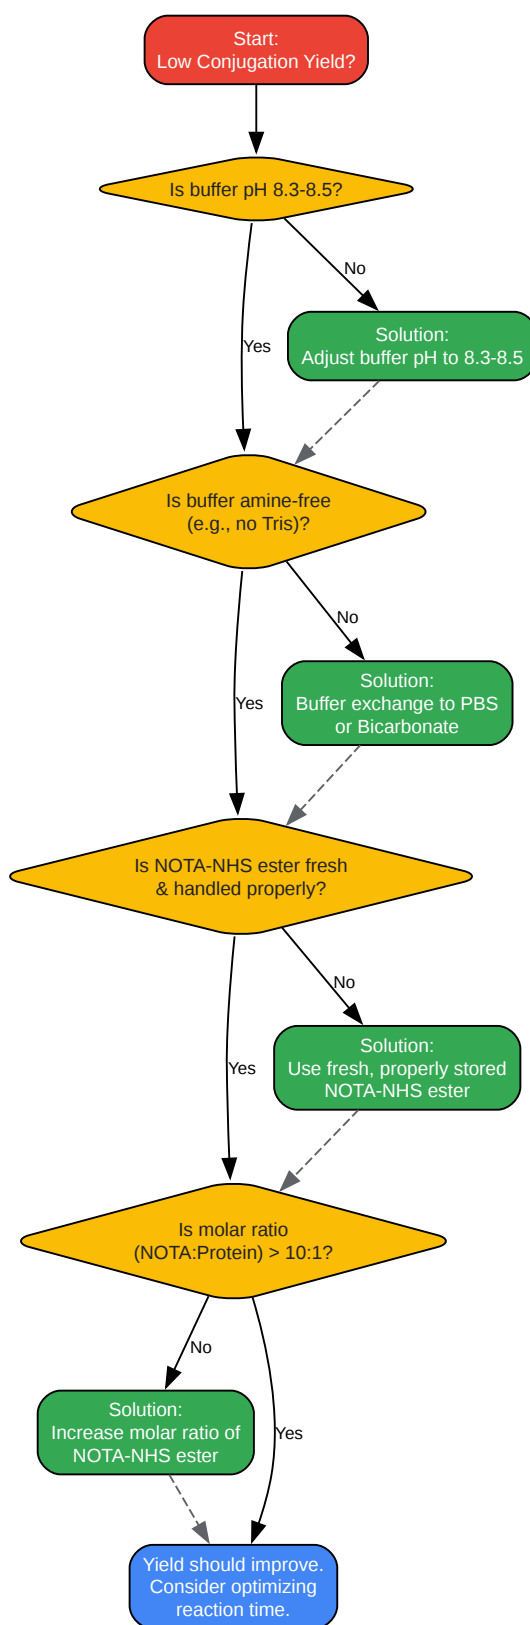 Start:
Low Conjugation Yield?
Is buffer pH 8.3-8.5?
No
Solution:
Adjust buffer pH to 8.3-8.5
Yes
Is buffer amine-free
(e.g., no Tris)?
No
Solution:
Buffer exchange to PBS
or Bicarbonate
Yes
Is NOTA-NHS ester fresh
& handled properly?
No
Solution:
Use fresh, properly stored
NOTA-NHS ester
Yes
Is molar ratio
(NOTA:Protein) > 10:1?
No
Solution:
Increase molar ratio of
NOTA-NHS ester
Yes
Yield should improve.
Consider optimizing
reaction time.